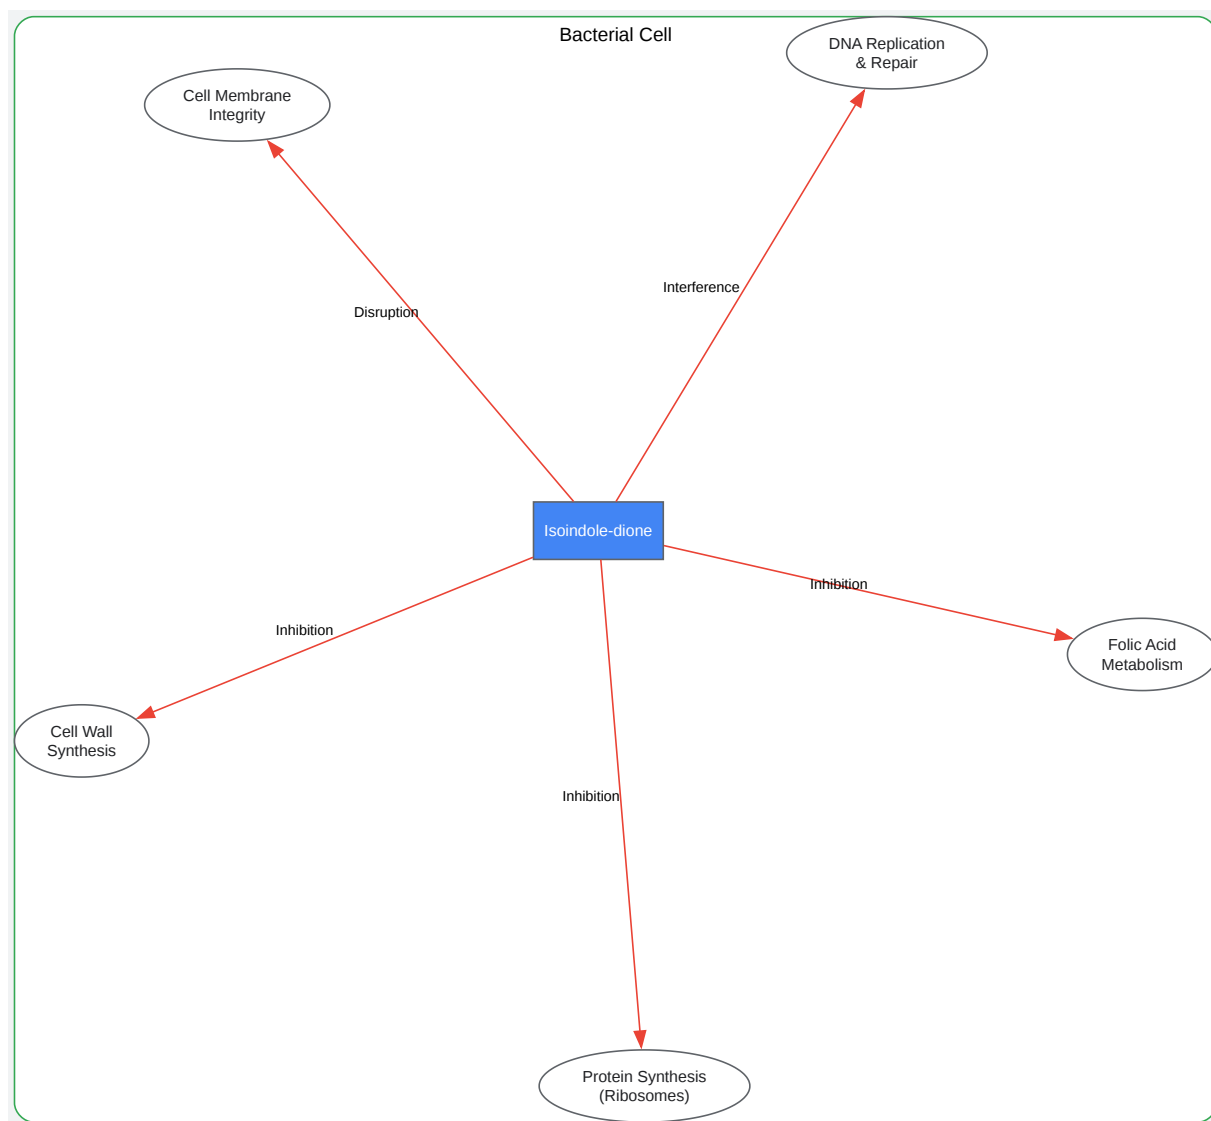 Bacterial Cell
DNA Replication
& Repair
Cell Membrane
Integrity
Interference
Disruption
Isoindole-dione
Inhibition
Inhibition
Folic Acid
Metabolism
Cell Wall
Synthesis
Inhibition
Protein Synthesis
(Ribosomes)